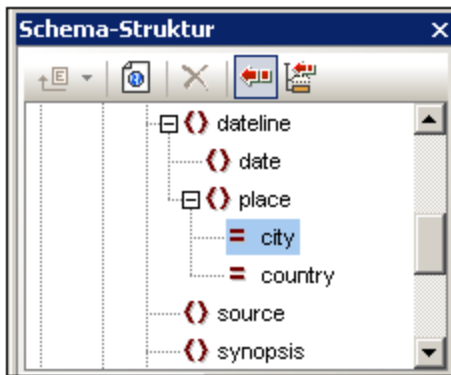 Schema-Struktur
dateline
date
place
city
country
source
synopsis